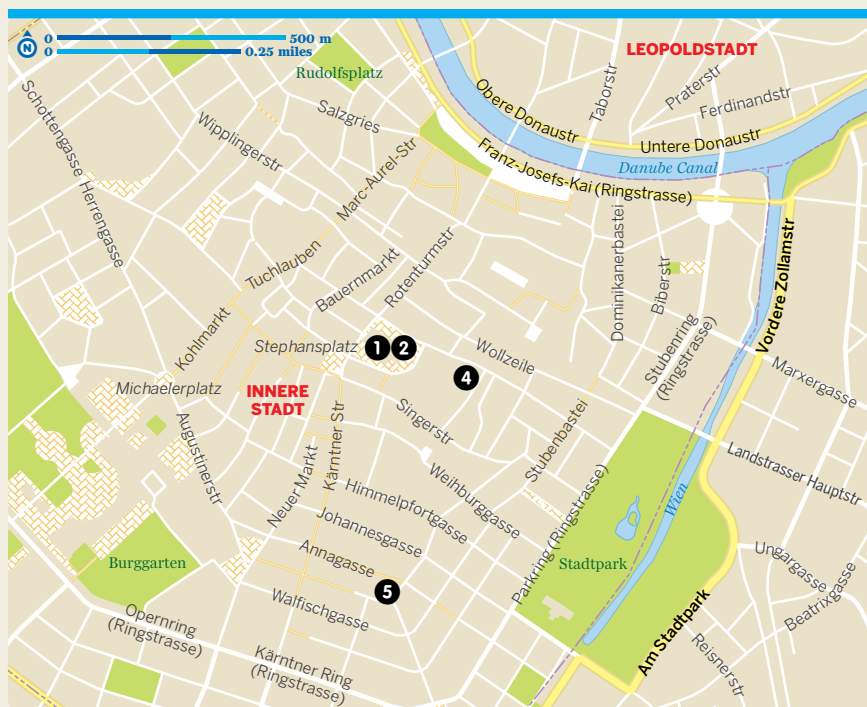 0 500 m
N
0 0.25 miles
LEOPOLDSTADT
Rudolfsplatz
Salzgries
Schottengasse
Herrengasse
Wipplingerstr
Marc-Aurel-Str
Obere Donaustr
Taborstr
Praterstr
Ferdinandstr
Untere Donaustr
Danube Canal
Franz-Josefs-Kai (Ringstrasse)
Tuchlauben
Bauernmarkt
Rotenturmstr
Dominikanerbastei
Biberstr
Vordere Zollamstr
Kohlmarkt
Stephansplatz
1
2
Wollzeile
4
Stubenring
(Ringstrasse)
Marxergasse
Michaelerplatz
INNERE
STADT
Augustinerstr
Kärntner Str
Singerstr
Stubenbastei
Landstrasser Hauptstr
Neuer Markt
Weihburggasse
Himmelpfortgasse
Johannesgasse
Annagasse
5
Walfischgasse
Parkring (Ringstrasse)
Wien
Stadtpark
Burggarten
Opernring
(Ringstrasse)
Kärntner Ring
(Ringstrasse)
Am Stadtpark
Ungargasse
Beatrixgasse
Reisnerstr